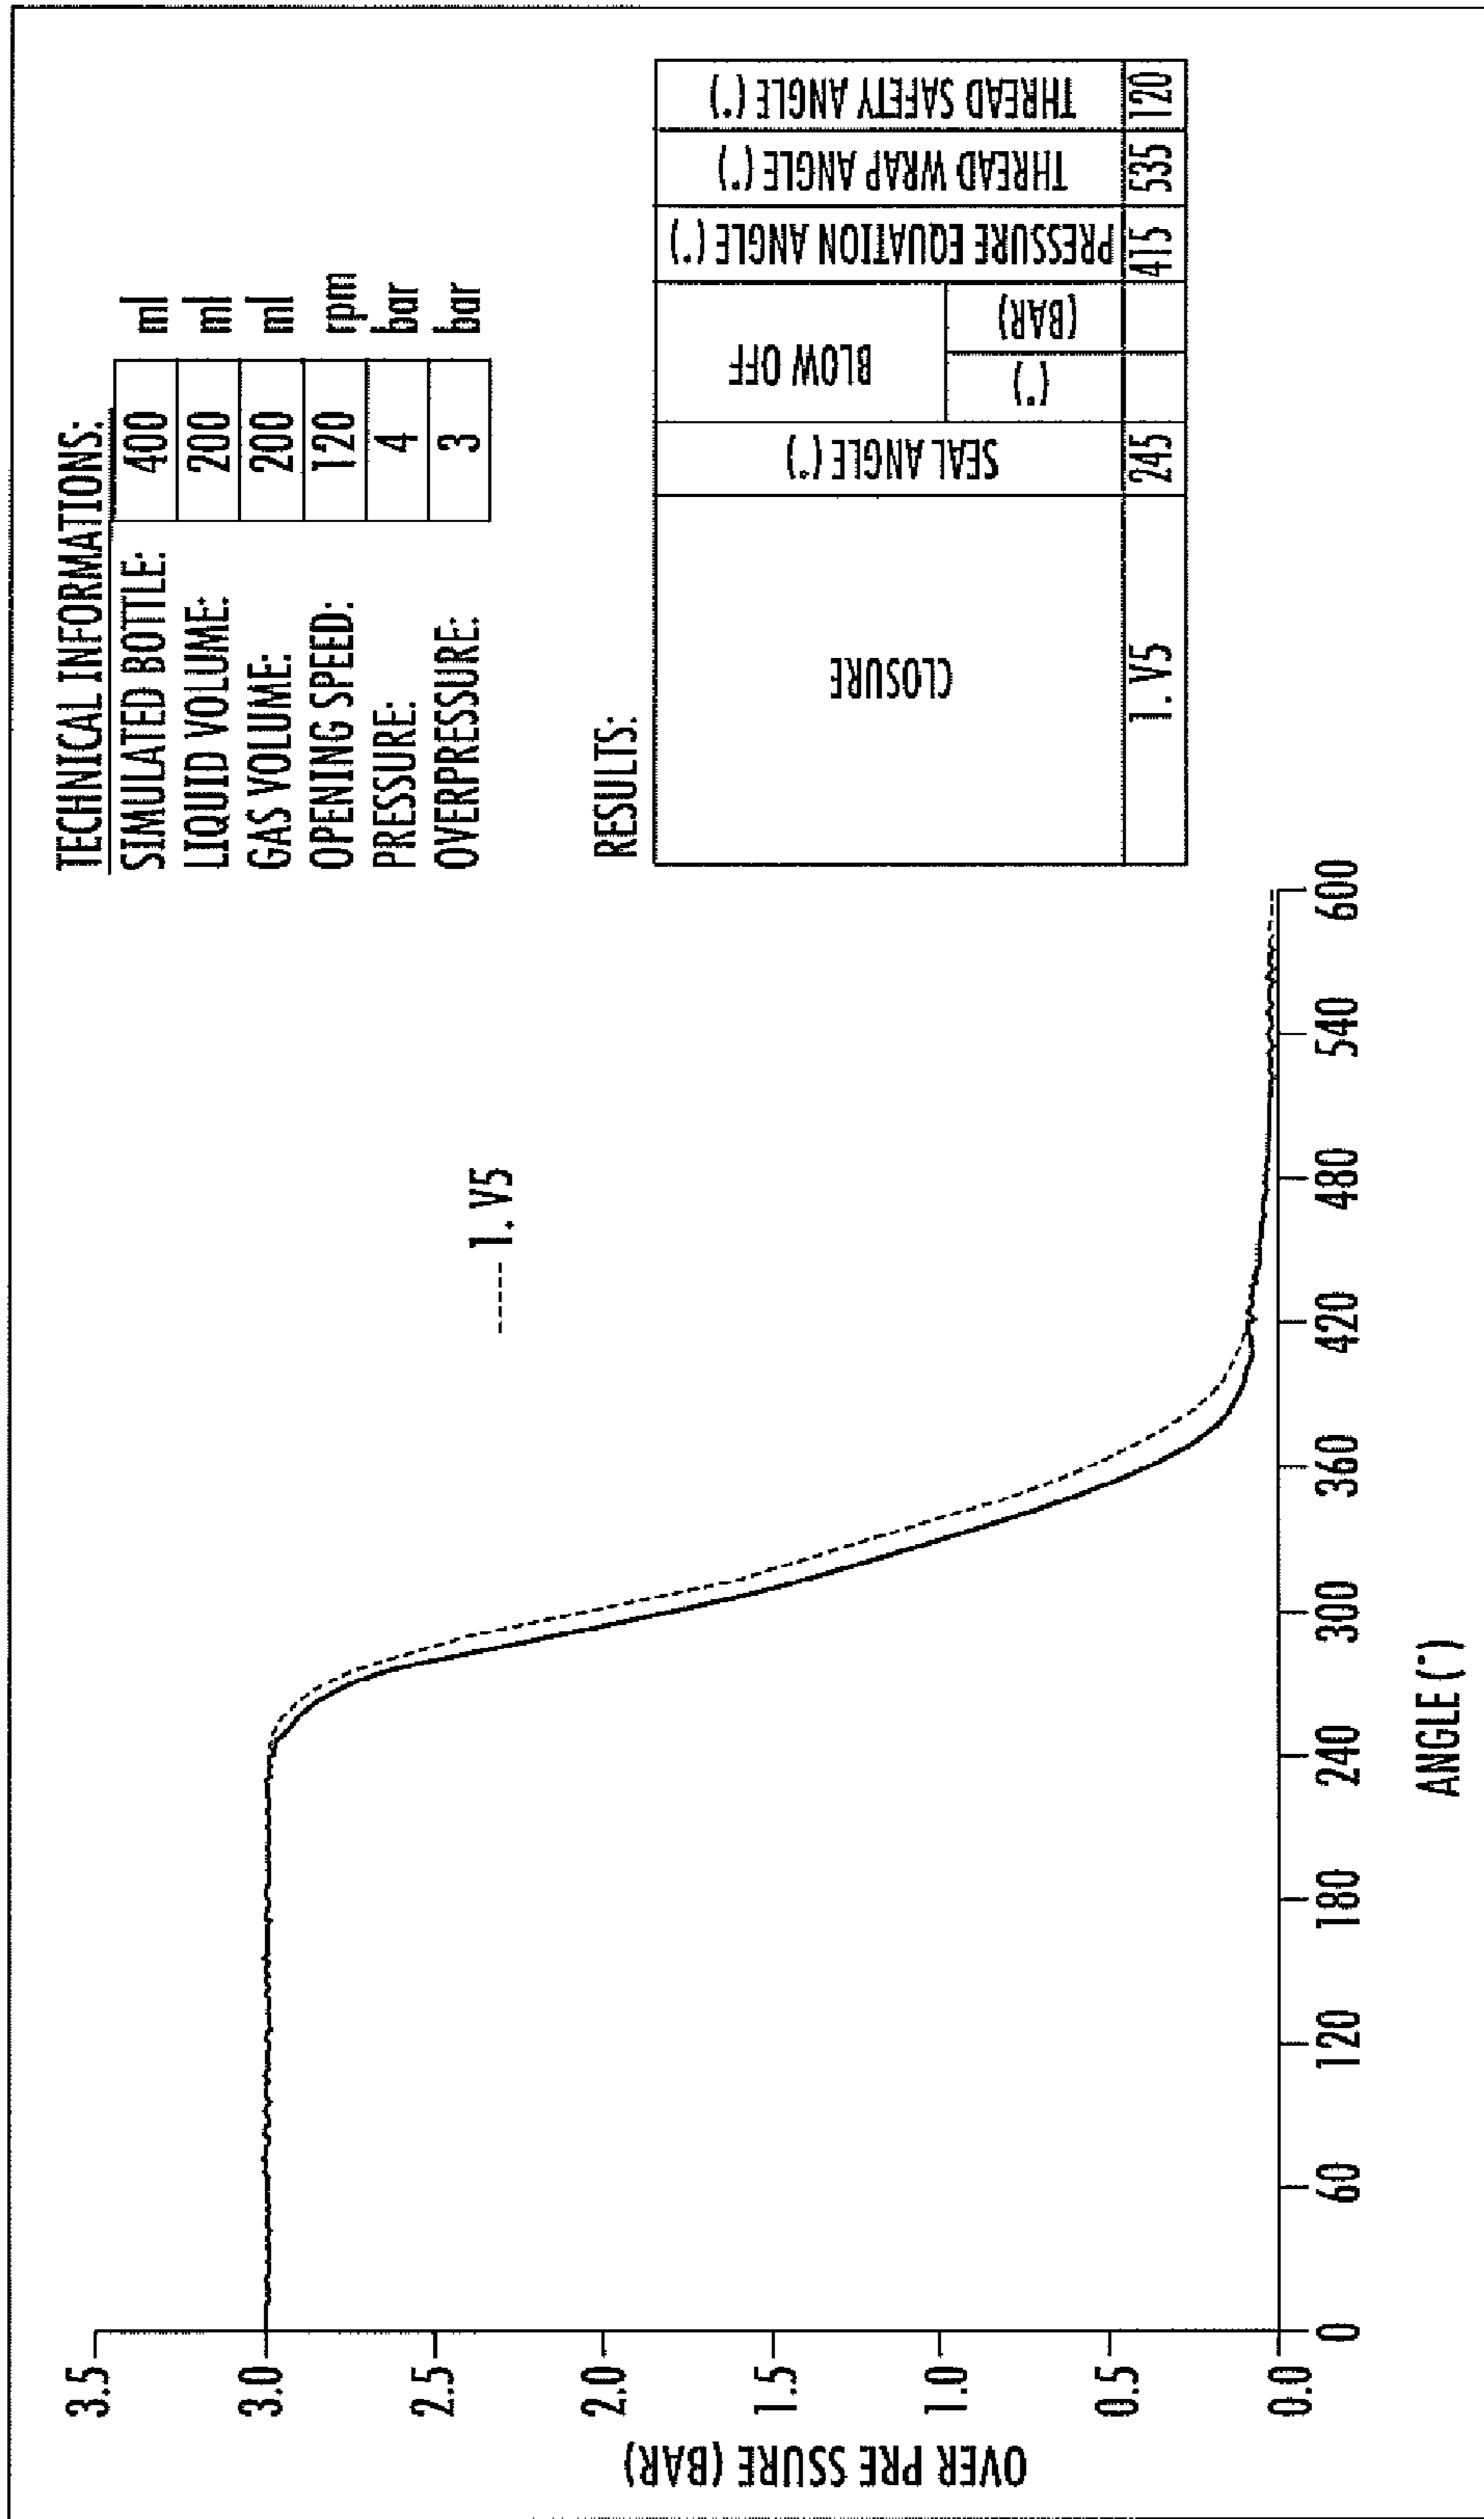 TECHNICAL INFORMATIONS:
SIMULATED BOTTLE: 400 ml
LIQUID VOLUME: 200 ml
GAS VOLUME: 200 ml
OPENING SPEED: 120 rpm
PRESSURE: 4 bar
OVERPRESSURE: 3 bar
RESULTS:
CLOSURE
SEAL ANGLE (°)
BLOW OFF
(°)
(BAR)
PRESSURE EQUATION ANGLE (°)
THREAD WRAP ANGLE (°)
THREAD SAFETY ANGLE (°)
1. V5 245 415 535 120
1. V5
OVER PRE SSURE (BAR)
3.5
3.0
2.5
2.0
1.5
1.0
0.5
0.0
0 60 120 180 240 300 360 420 480 540 600
ANGLE (°)